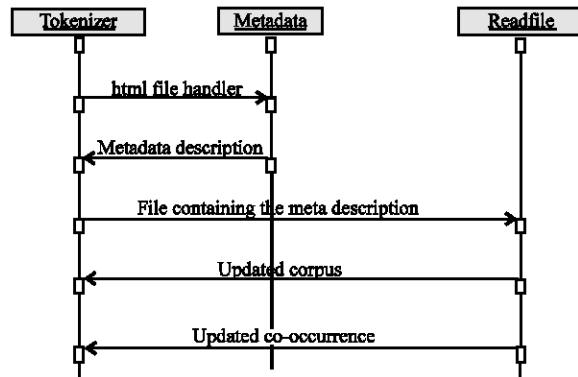 Tokenizer Metadata Readfile
html file handler
Metadata description
File containing the meta description
Updated corpus
Updated co-occurrence